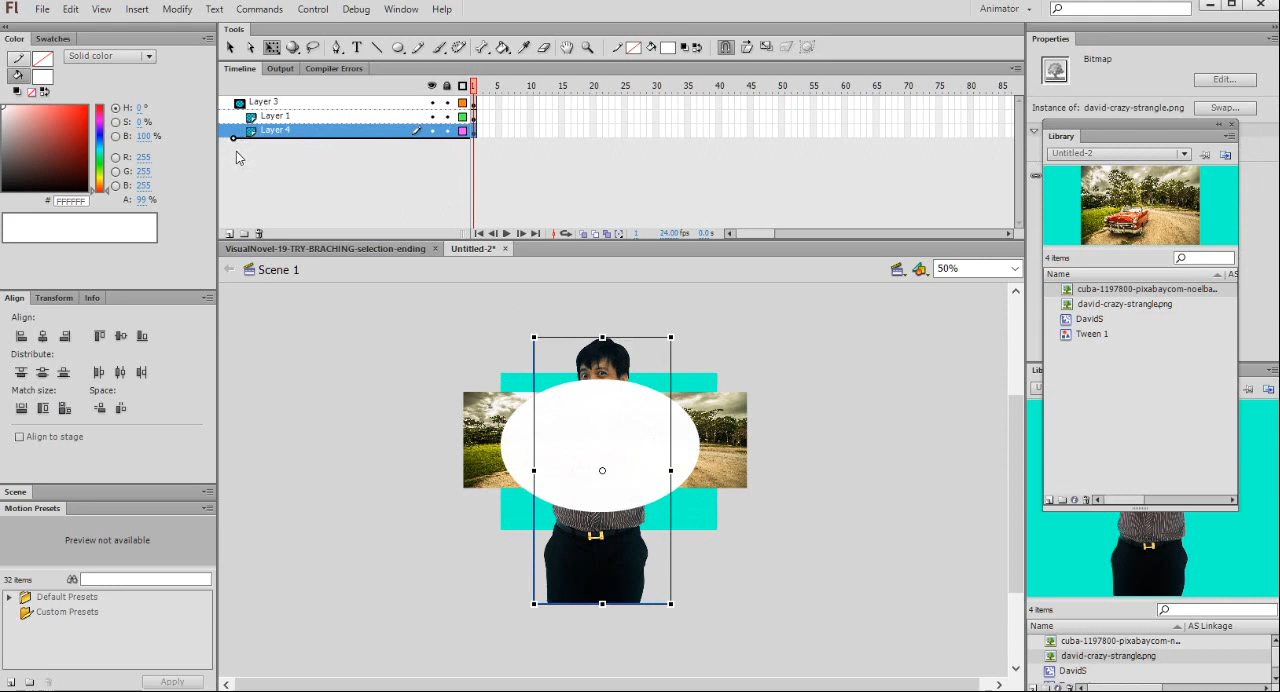 Fl File Edit View Insert Modify Text Commands Control Debug Window Help Animator
Color Swatches
Solid color
H: 0 °
S: 0 %
B: 100 %
R: 255
G: 255
B: 255
# FFFFFF A: 99 %
Tools
Timeline Output Compiler Errors
1 5 10 15 20 25 30 35 40 45 50 55 60 65 70 75 80 85
Layer 3
Layer 1
Layer 4
1 24.00 fps 0.0 s
VisualNovel-19-TRY-BRACHING-selection-ending × Untitled-2* ×
Scene 1 50%
Align Transform Info
Align:
Distribute:
Match size: Space:
Align to stage
Scene
Motion Presets
Preview not available
32 items
Default Presets
Custom Presets
Apply
Properties
Bitmap
Edit...
Instance of: david-crazy-strangle.png Swap...
Library
Untitled-2
4 items
Name AS
cuba-1197800-pixabaycom-noelba...
david-crazy-strangle.png
DavidS
Tween 1
Lib
4 items
Name AS Linkage
cuba-1197800-pixabaycom-n...
david-crazy-strangle.png
DavidS